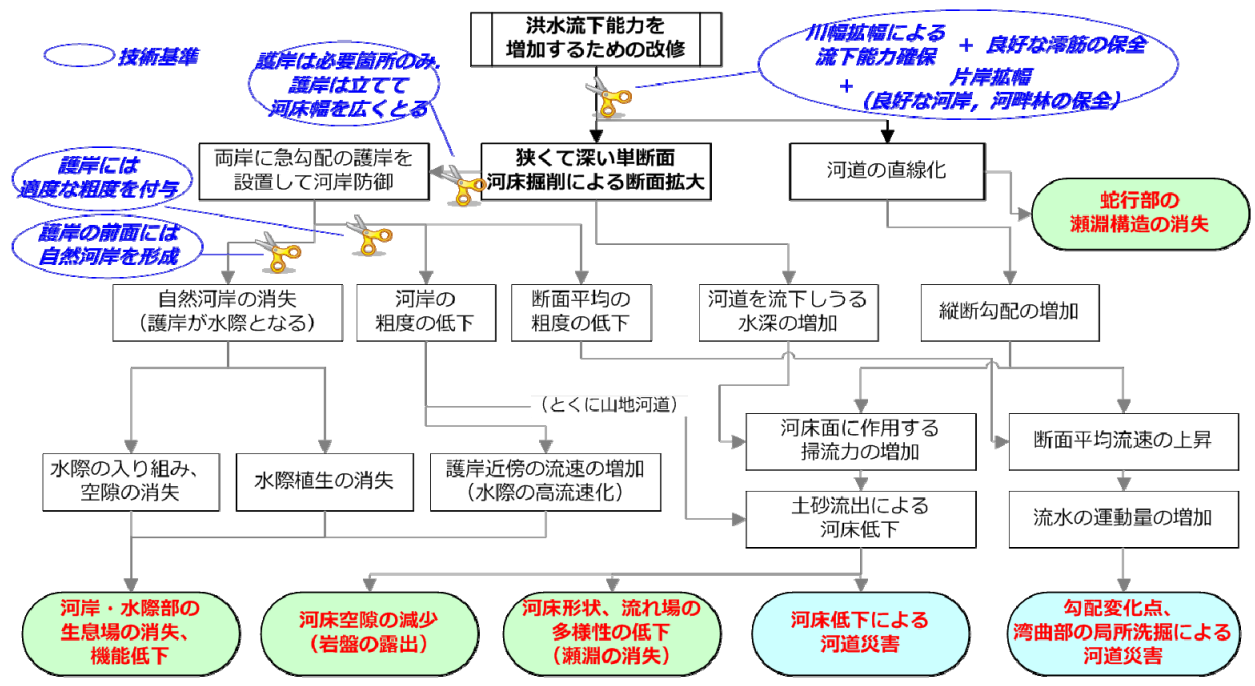 洪水流下能力を
増加するための改修
技術基準
護岸は必要箇所のみ.
護岸は立てて
河床幅を広くとる
川幅拡幅による
流下能力確保
+ 良好な澪筋の保全
+
片岸拡幅
（良好な河岸，河畔林の保全）
護岸には
適度な粗度を付与
護岸の前面には
自然河岸を形成
両岸に急勾配の護岸を
設置して河岸防御
狭くて深い単断面
河床掘削による断面拡大
河道の直線化
蛇行部の
瀬淵構造の消失
自然河岸の消失
（護岸が水際となる）
河岸の
粗度の低下
断面平均の
粗度の低下
河道を流下しうる
水深の増加
縦断勾配の増加
（とくに山地河道）
水際の入り組み、
空隙の消失
水際植生の消失
護岸近傍の流速の増加
（水際の高流速化）
河床面に作用する
掃流力の増加
断面平均流速の上昇
土砂流出による
河床低下
流水の運動量の増加
河岸・水際部の
生息場の消失、
機能低下
河床空隙の減少
（岩盤の露出）
河床形状、流れ場の
多様性の低下
（瀬淵の消失）
河床低下による
河道災害
勾配変化点、
湾曲部の局所洗掘による
河道災害